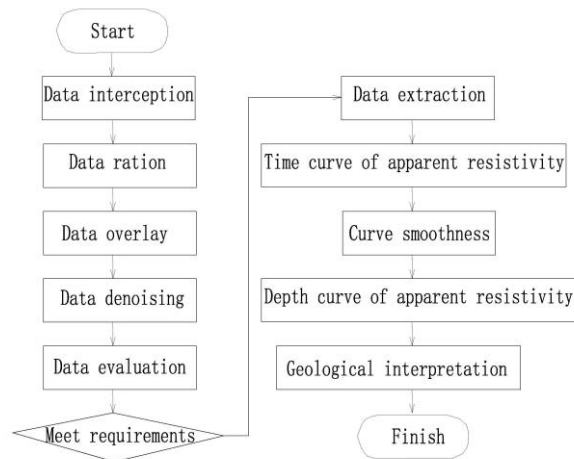 Start
Data interception
Data ration
Data overlay
Data denoising
Data evaluation
Meet requirements
Data extraction
Time curve of apparent resistivity
Curve smoothness
Depth curve of apparent resistivity
Geological interpretation
Finish